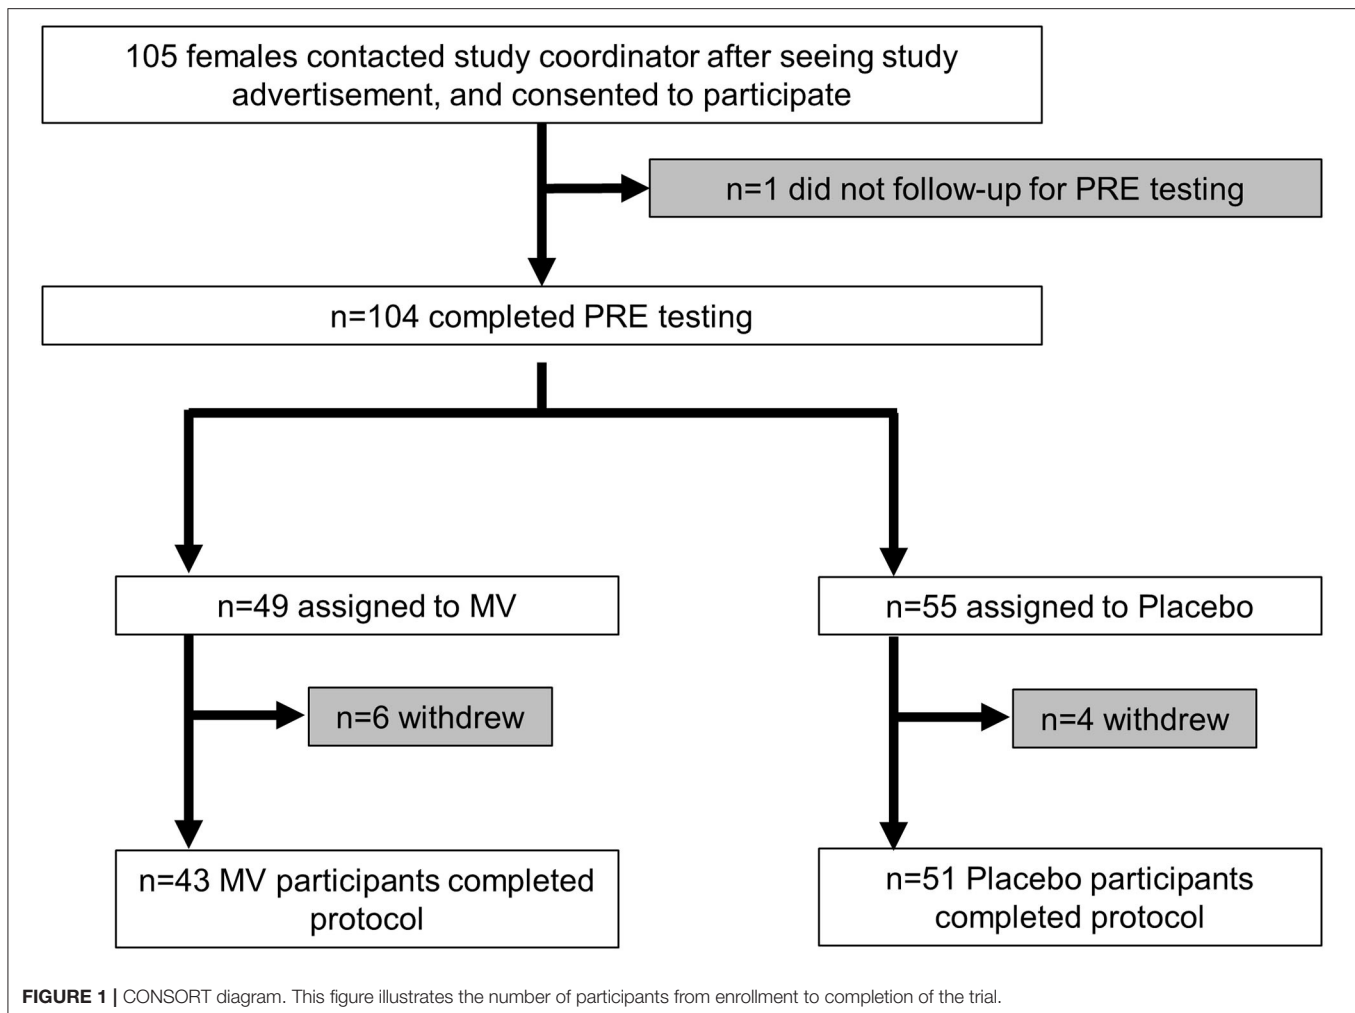 105 females contacted study coordinator after seeing study
advertisement, and consented to participate
n=1 did not follow-up for PRE testing
n=104 completed PRE testing
n=49 assigned to MV
n=55 assigned to Placebo
n=6 withdrew
n=4 withdrew
n=43 MV participants completed
protocol
n=51 Placebo participants
completed protocol
FIGURE 1 | CONSORT diagram. This figure illustrates the number of participants from enrollment to completion of the trial.